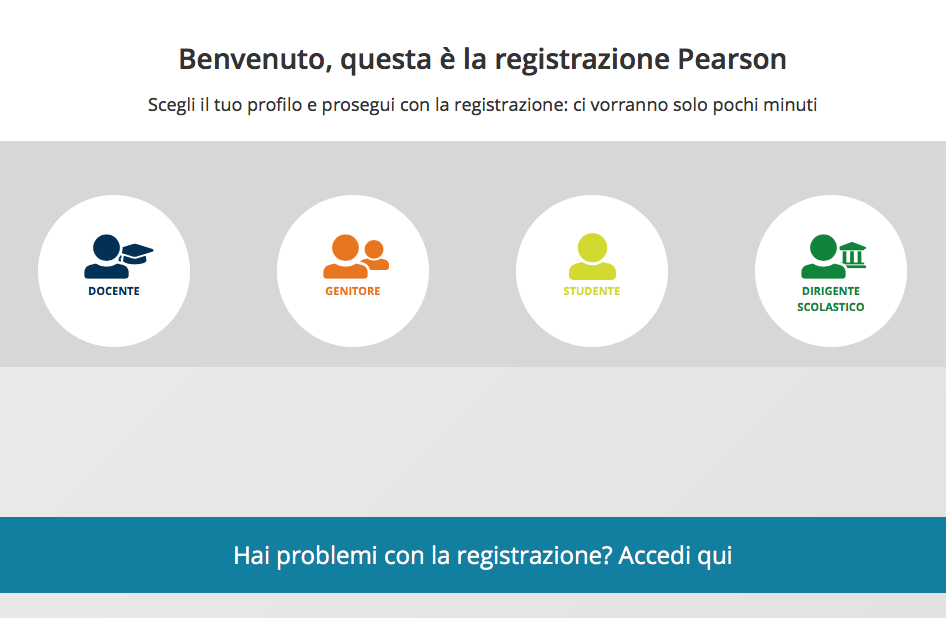 Benvenuto, questa è la registrazione Pearson
Scegli il tuo profilo e prosegui con la registrazione: ci vorranno solo pochi minuti
DOCENTE
GENITORE
STUDENTE
DIRIGENTE
SCOLASTICO
Hai problemi con la registrazione? Accedi qui